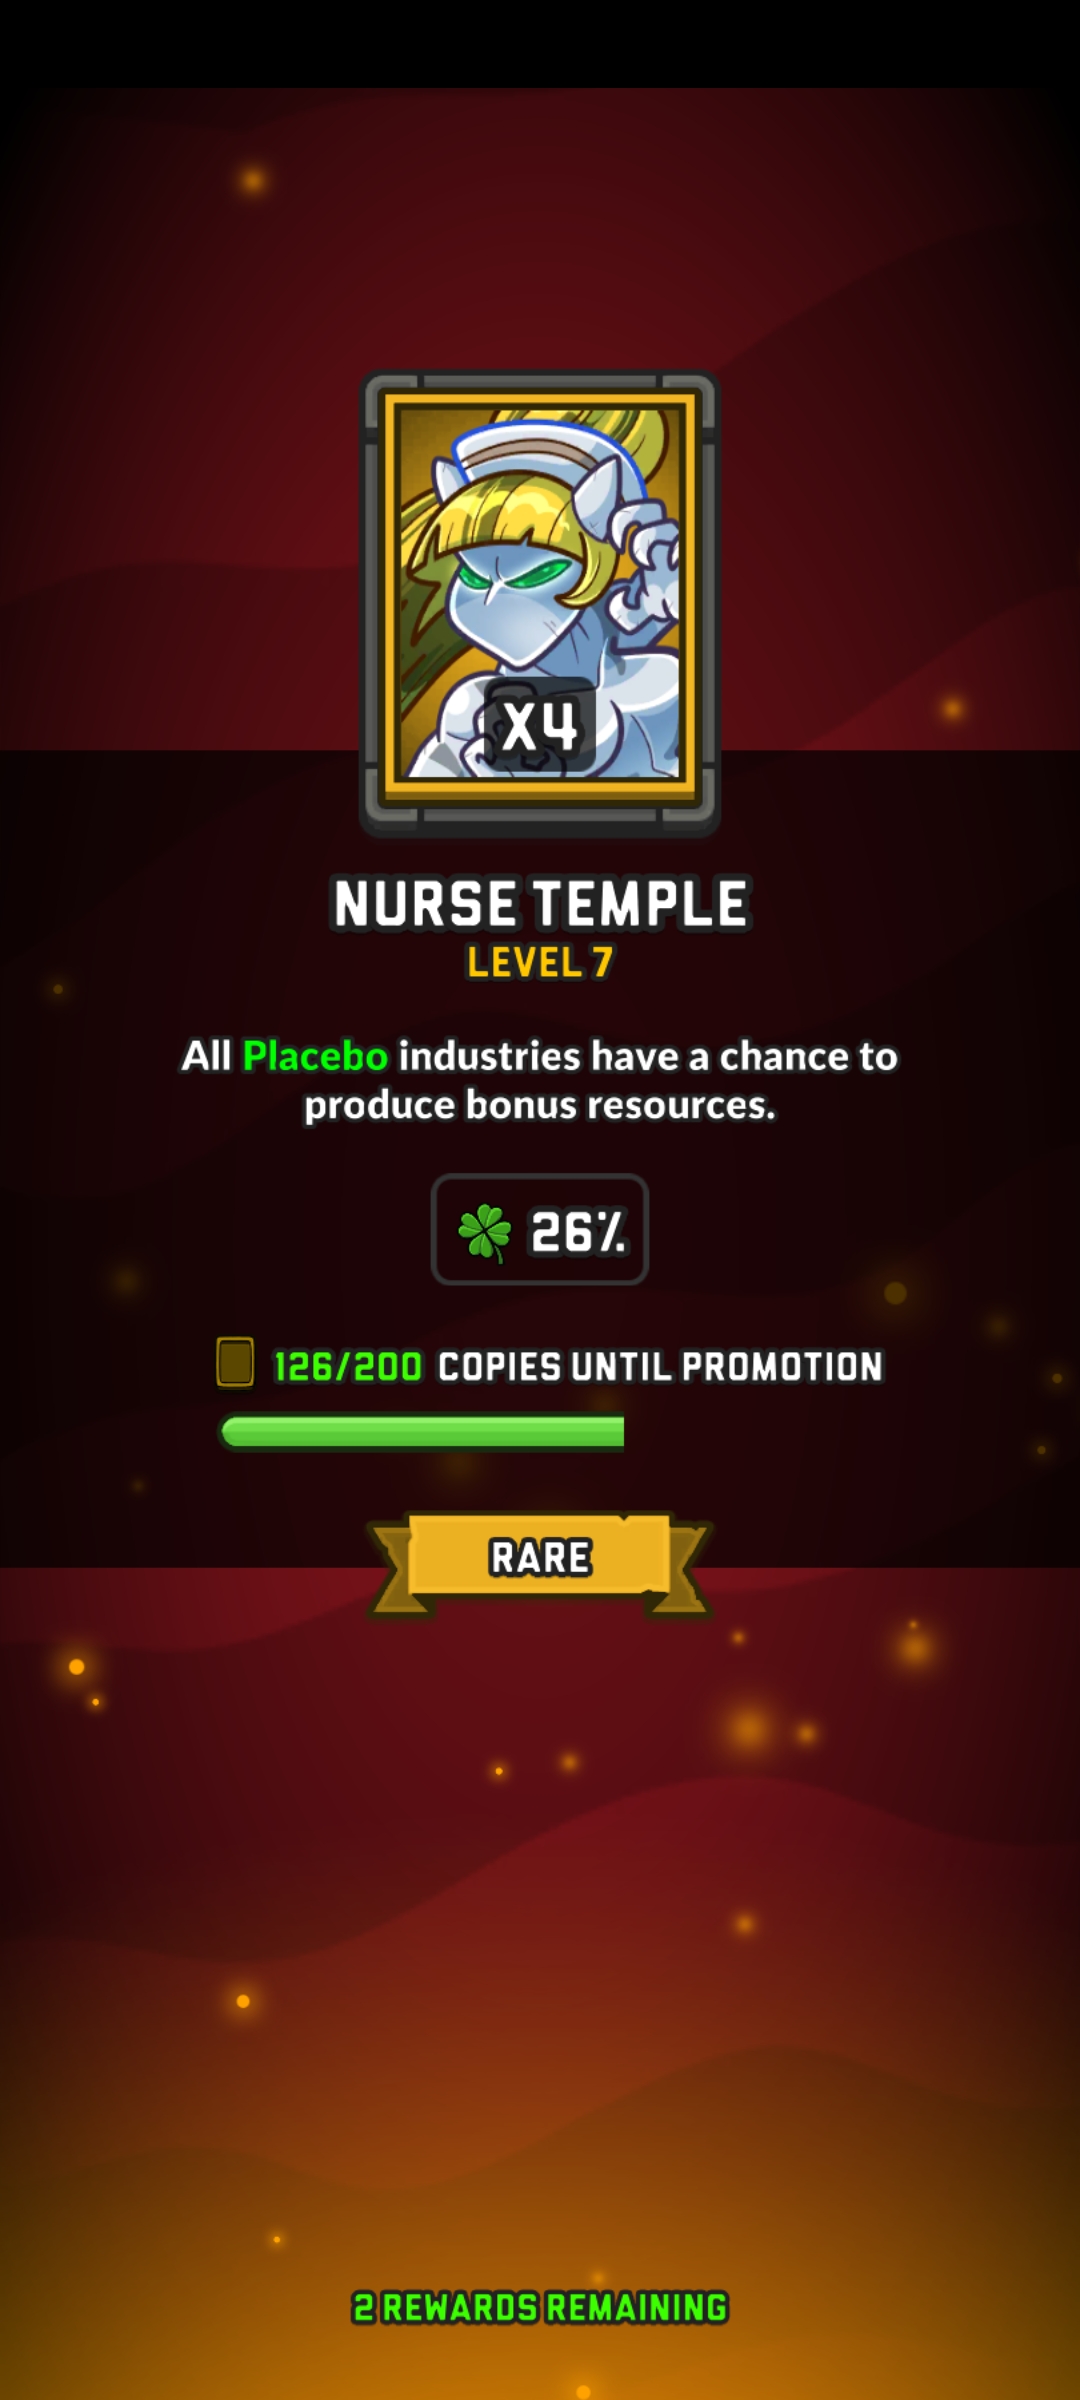 X4
NURSE TEMPLE
LEVEL 7
All Placebo industries have a chance to
produce bonus resources.
26%
126/200 COPIES UNTIL PROMOTION
RARE
2 REWARDS REMAINING